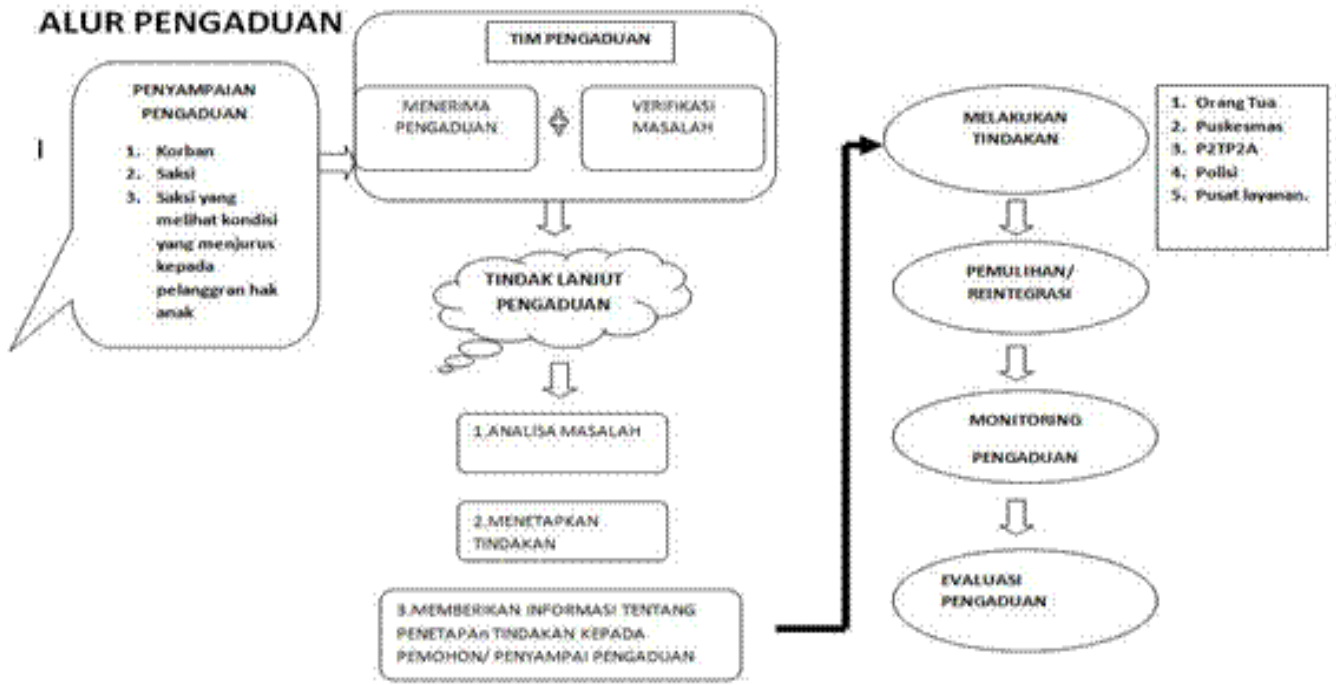 ALUR PENGADUAN
PENYAMPAIAN
PENGADUAN
1. Korban
2. Saksi
3. Saksi yang
melihat kondisi
yang menjurus
kepada
pelanggran hak
anak
TIM PENGADUAN
MENERIMA
PENGADUAN
VERIFIKASI
MASALAH
TINDAK LANJUT
PENGADUAN
1.ANALISA MASALAH
2.MENETAPKAN
TINDAKAN
3.MEMBERIKAN INFORMASI TENTANG
PENETAPAn TINDAKAN KEPADA
PEMOHON/ PENYAMPAI PENGADUAN
MELAKUKAN
TINDAKAN
1. Orang Tua
2. Puskesmas
3. P2TP2A
4. Polisi
5. Pusat layanan.
PEMULIHAN/
REINTEGRASI
MONITORING
PENGADUAN
EVALUASI
PENGADUAN